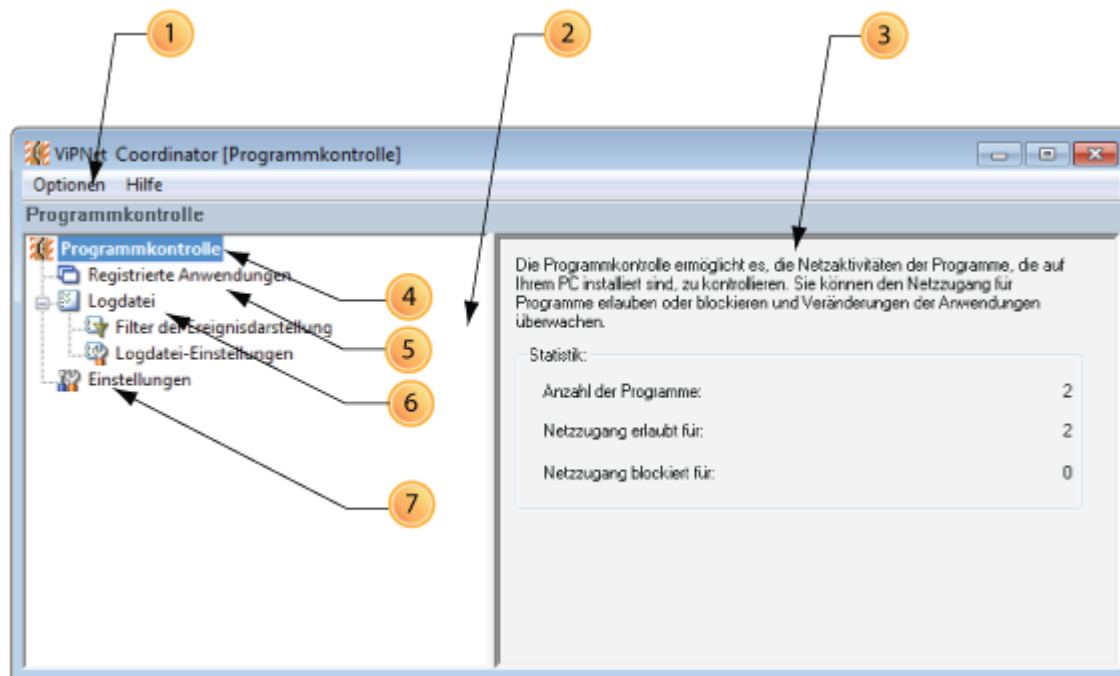 1
2
3
ViPNet Coordinator [Programmkontrolle]
Optionen Hilfe
Programmkontrolle
Programmkontrolle
Registrierte Anwendungen
Logdatei
Filter der Ereignisdarstellung
Logdatei-Einstellungen
Einstellungen
4
5
6
7
Die Programmkontrolle ermöglicht es, die Netzaktivitäten der Programme, die auf
Ihrem PC installiert sind, zu kontrollieren. Sie können den Netzugang für
Programme erlauben oder blockieren und Veränderungen der Anwendungen
überwachen.
Statistik:
Anzahl der Programme: 2
Netzzugang erlaubt für: 2
Netzzugang blockiert für: 0